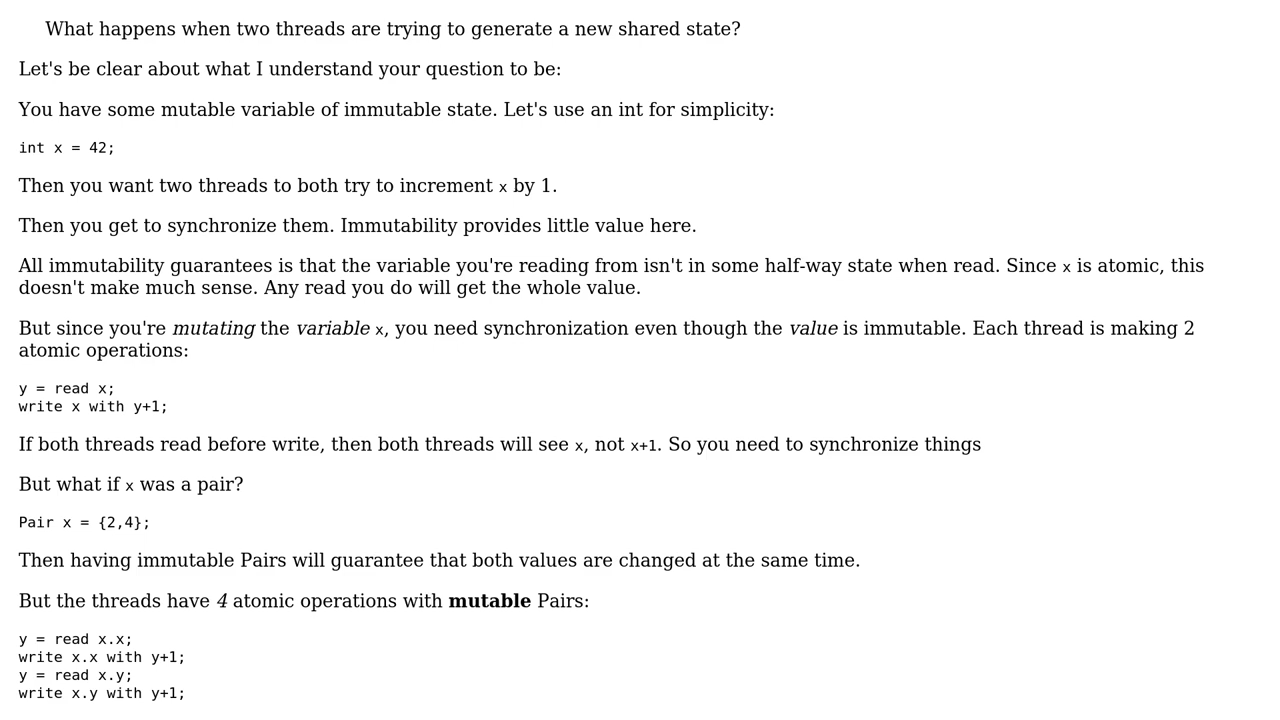 What happens when two threads are trying to generate a new shared state?
Let's be clear about what I understand your question to be:
You have some mutable variable of immutable state. Let's use an int for simplicity:
int x = 42;
Then you want two threads to both try to increment x by 1.
Then you get to synchronize them. Immutability provides little value here.
All immutability guarantees is that the variable you're reading from isn't in some half-way state when read. Since x is atomic, this
doesn't make much sense. Any read you do will get the whole value.
But since you're mutating the variable x, you need synchronization even though the value is immutable. Each thread is making 2
atomic operations:
y = read x;
write x with y+1;
If both threads read before write, then both threads will see x, not x+1. So you need to synchronize things
But what if x was a pair?
Pair x = {2,4};
Then having immutable Pairs will guarantee that both values are changed at the same time.
But the threads have 4 atomic operations with mutable Pairs:
y = read x.x;
write x.x with y+1;
y = read x.y;
write x.y with y+1;